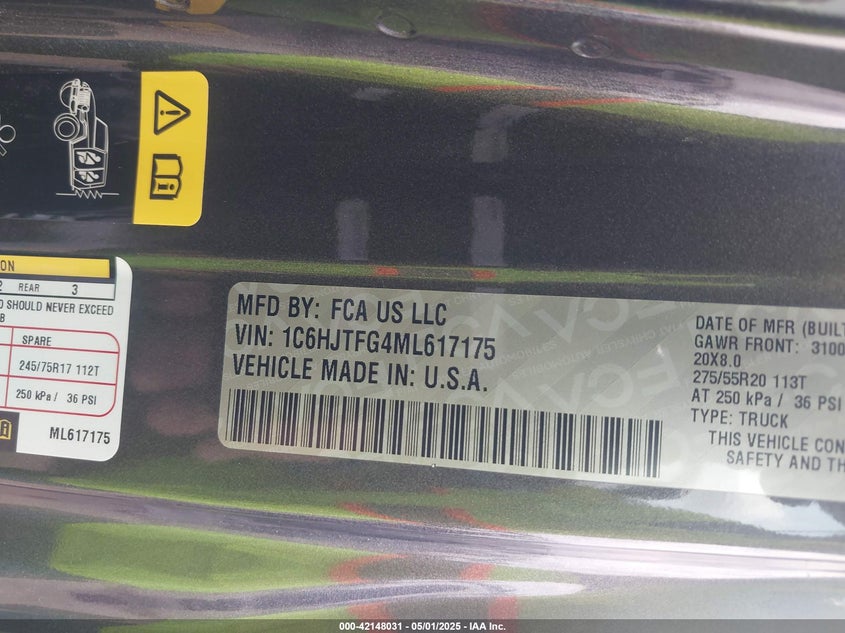 ION
2 REAR 3
D SHOULD NEVER EXCEED
B
SPARE
245/75R17 112T
250 kPa / 36 PSI
ML617175
MFD BY: FCA US LLC
VIN: 1C6HJTFG4ML617175
VEHICLE MADE IN: U.S.A.
DATE OF MFR (BUILT
GAWR FRONT: 3100
20X8.0
275/55R20 113T
AT 250 kPa/ 36 PSI
TYPE: TRUCK
THIS VEHICLE CON
SAFETY AND THE
000-42148031 — 05/01/2025 — IAA Inc.